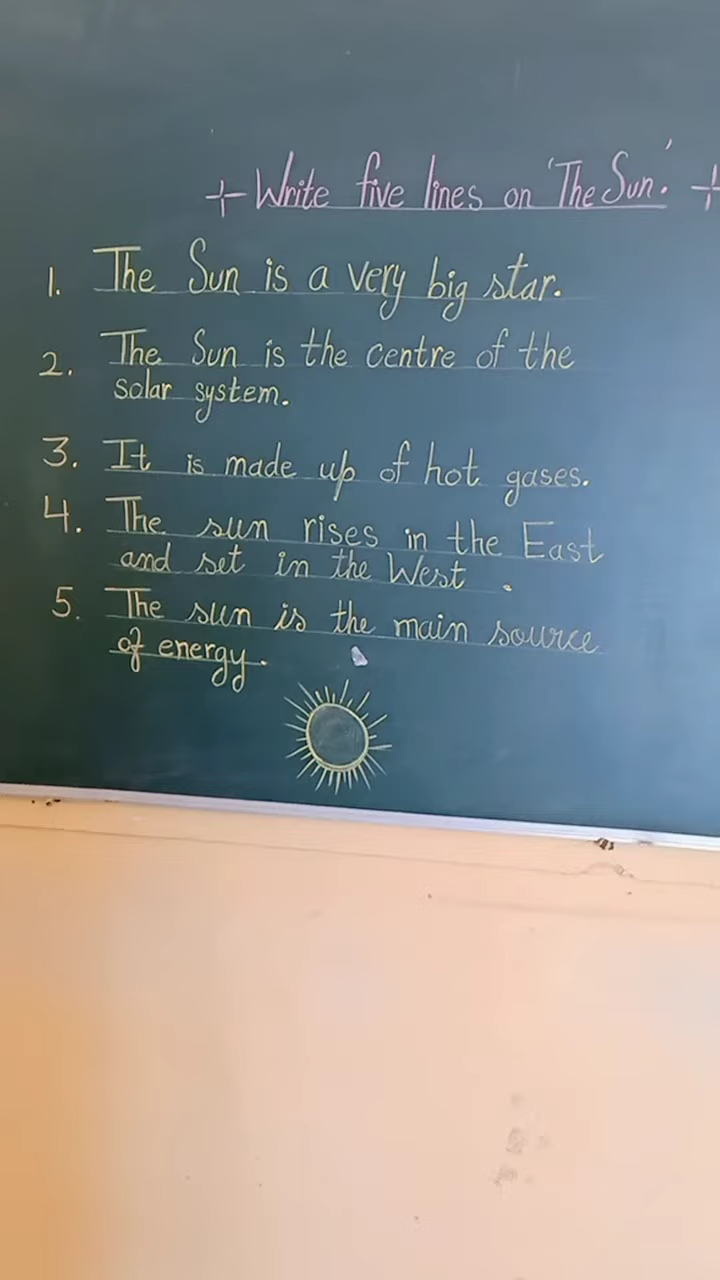 + Write five lines on 'The Sun.' +
1. The Sun is a very big star.
2. The Sun is the centre of the
solar system.
3. It is made up of hot gases.
4. The sun rises in the East
and set in the West .
5. The sun is the main source
of energy.